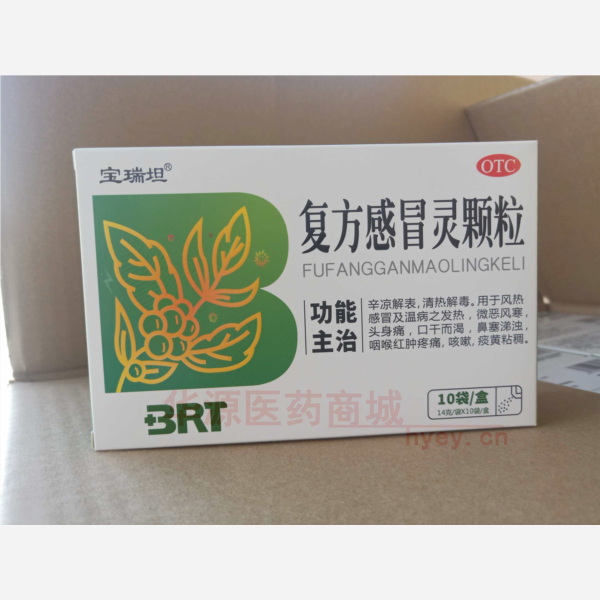 宝瑞坦®
OTC
复方感冒灵颗粒
FUFANGGANMAOLINGKELI
功能
主治
辛凉解表,清热解毒。用于风热
感冒及温病之发热,微恶风寒,
头身痛,口干而渴,鼻塞涕浊,
咽喉红肿疼痛,咳嗽,痰黄粘稠。
10袋/盒
14克/袋X10袋/盒
BRT
华源医药商城
hyey.cn